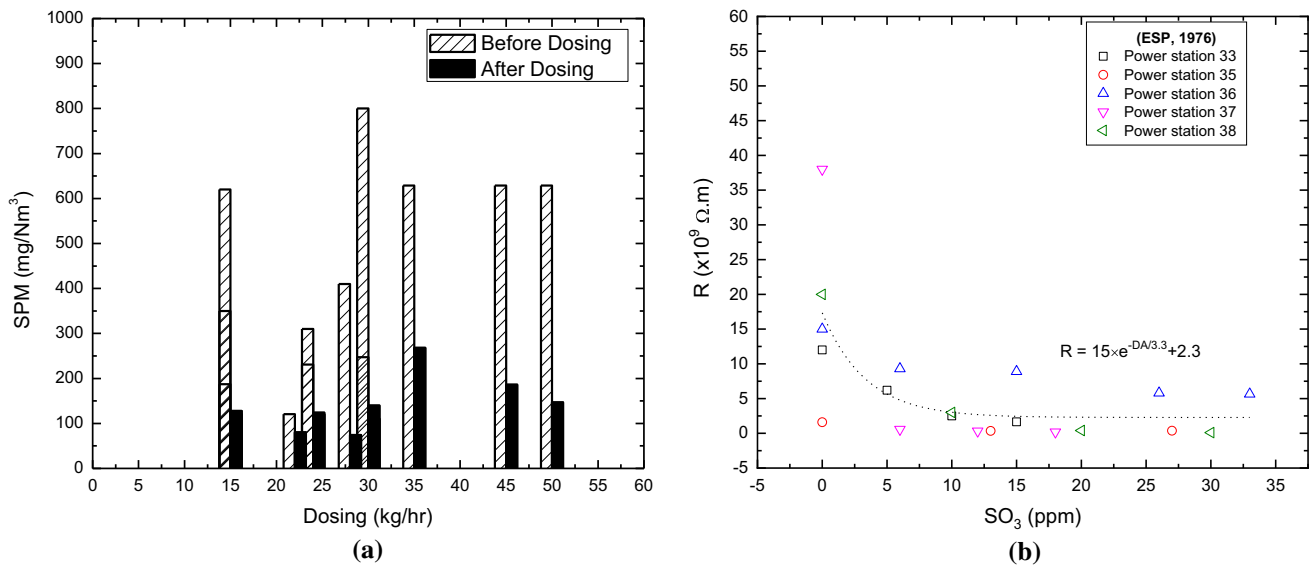 1000
900
800
700
600
500
400
300
200
100
0
SPM (mg/Nm³)
Before Dosing
After Dosing
0 5 10 15 20 25 30 35 40 45 50 55 60
Dosing (kg/hr)
(a)
60
55
50
45
40
35
30
25
20
15
10
5
0
-5
R (x10⁹ Ω.m)
(ESP, 1976)
Power station 33
Power station 35
Power station 36
Power station 37
Power station 38
R = 15×e^-DA/3.3+2.3
-5 0 5 10 15 20 25 30 35
SO₃ (ppm)
(b)